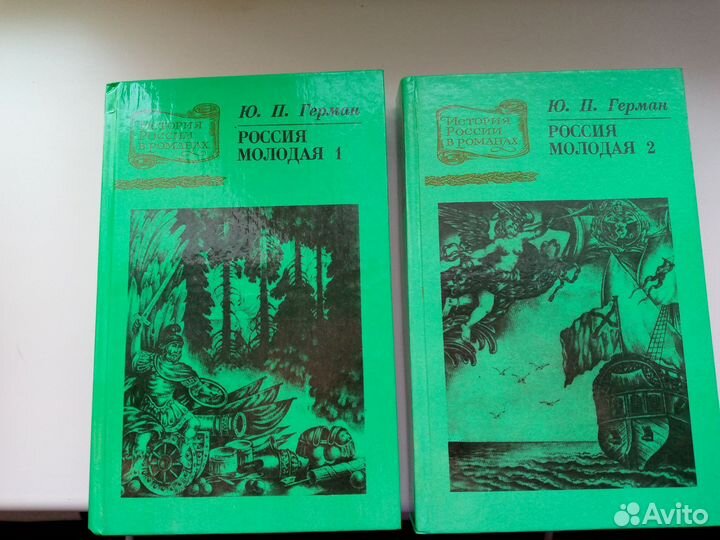 История
России
в романах
Ю. П. Герман
РОССИЯ
МОЛОДАЯ 1
История
России
в романах
Ю. П. Герман
РОССИЯ
МОЛОДАЯ 2
Avito